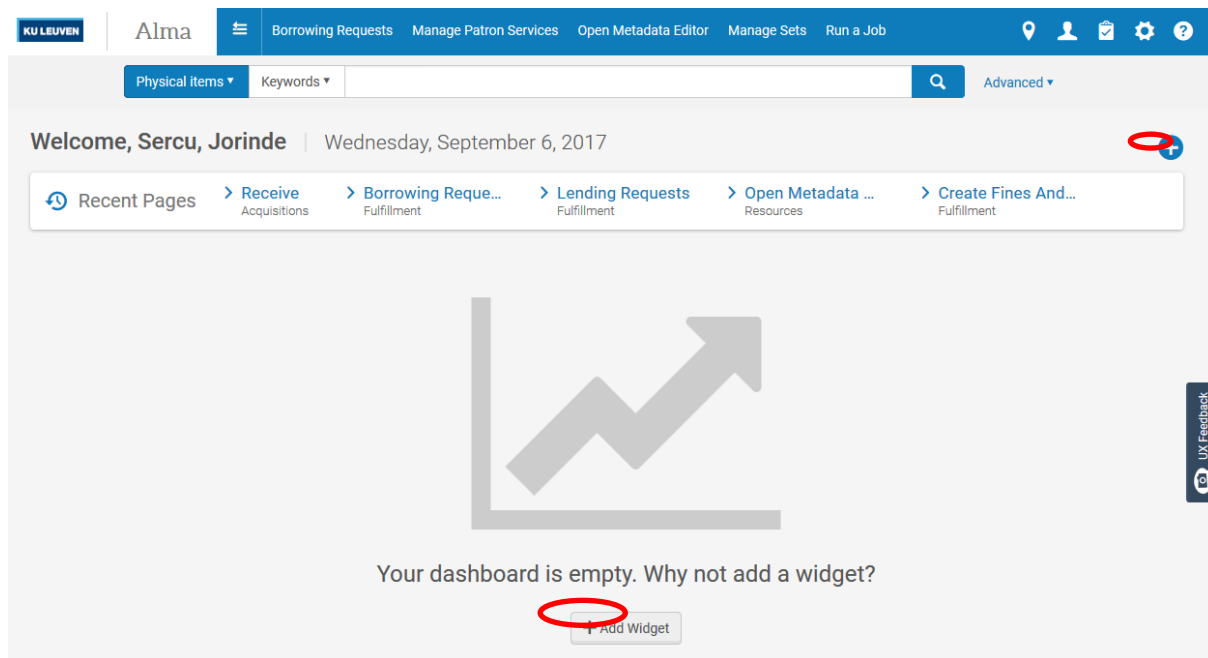 KU LEUVEN Alma Borrowing Requests Manage Patron Services Open Metadata Editor Manage Sets Run a Job
Physical items Keywords Advanced
Welcome, Sercu, Jorinde Wednesday, September 6, 2017
Recent Pages Receive Borrowing Reque... Lending Requests Open Metadata ... Create Fines And...
Acquisitions Fulfillment Fulfillment Resources Fulfillment
UX Feedback
Your dashboard is empty. Why not add a widget?
+ Add Widget